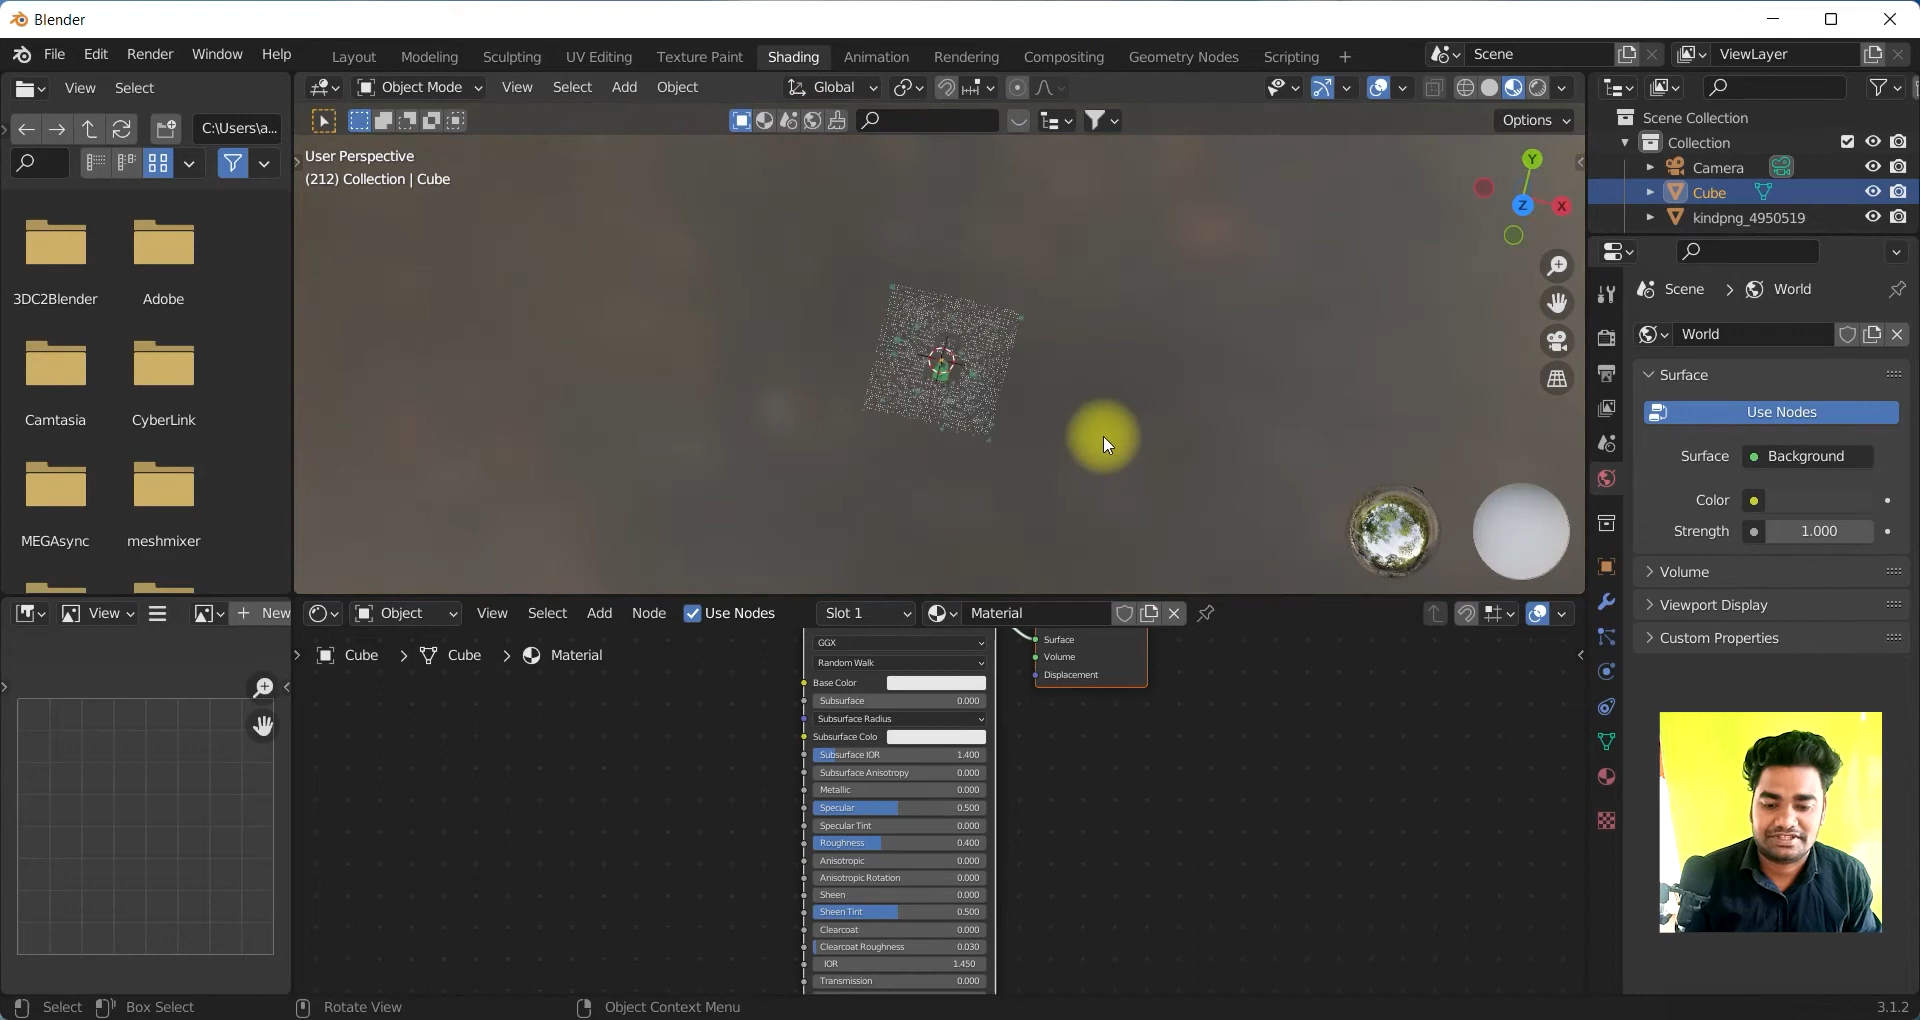 Blender
File Edit Render Window Help
Layout Modeling Sculpting UV Editing Texture Paint Shading Animation Rendering Compositing Geometry Nodes Scripting +
Scene
ViewLayer
View Select
Object Mode View Select Add Object
Global
C:\Users\a...
Options
User Perspective
(212) Collection | Cube
Y
Z
X
3DC2Blender Adobe
Camtasia CyberLink
MEGAsync meshmixer
Scene Collection
Collection
Camera
Cube
kindpng_4950519
Scene > World
World
Surface
Use Nodes
Surface Background
Color
Strength 1.000
Volume
Viewport Display
Custom Properties
View
+ New
Object View Select Add Node Use Nodes Slot 1 Material
Cube > Cube > Material
GGX
Random Walk
Base Color
Subsurface 0.000
Subsurface Radius
Subsurface Colo
Subsurface IOR 1.400
Subsurface Anisotropy 0.000
Metallic 0.000
Specular 0.500
Specular Tint 0.000
Roughness 0.400
Anisotropic 0.000
Anisotropic Rotation 0.000
Sheen 0.000
Sheen Tint 0.500
Clearcoat 0.000
Clearcoat Roughness 0.030
IOR 1.450
Transmission 0.000
Surface
Volume
Displacement
Select Box Select Rotate View Object Context Menu
3.1.2